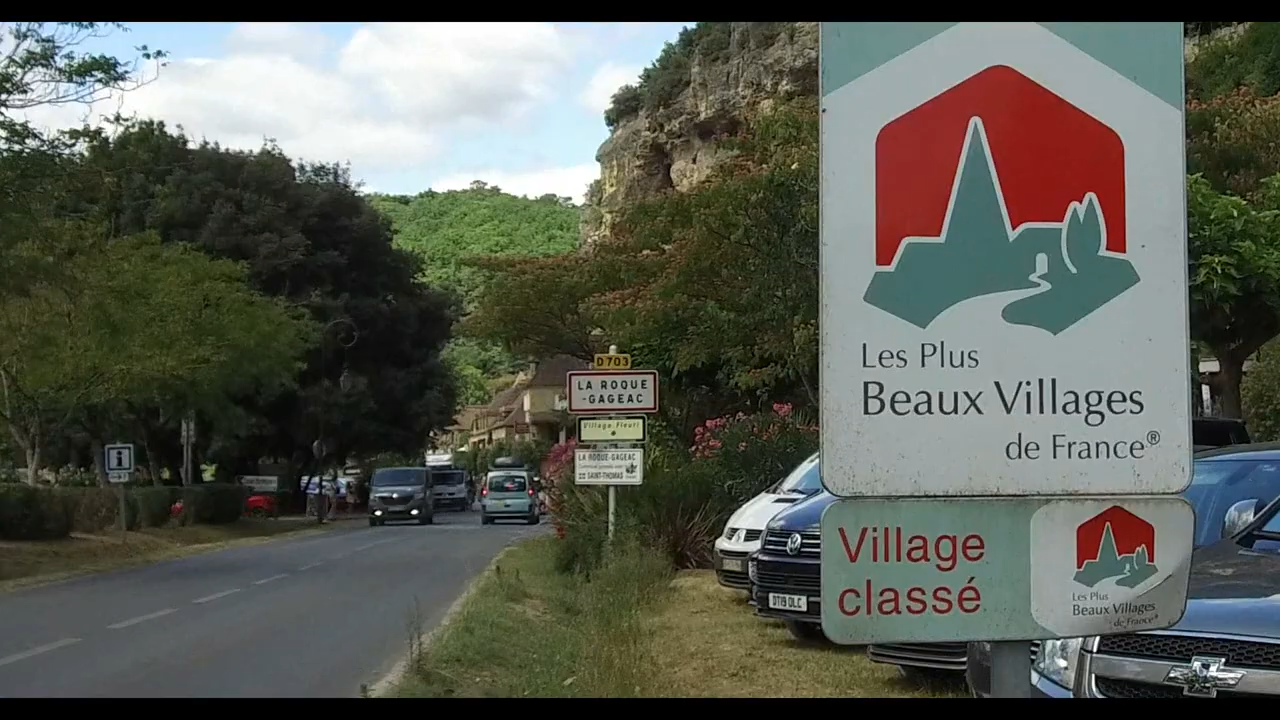 Les Plus
Beaux Villages
de France®
Village
classé
Les Plus
Beaux Villages
de France®
D703
LA ROQUE
-GAGEAC
Village Fleuri
LA ROQUE-GAGEAC
SAINT-THOMAS
i
DT19 DLC